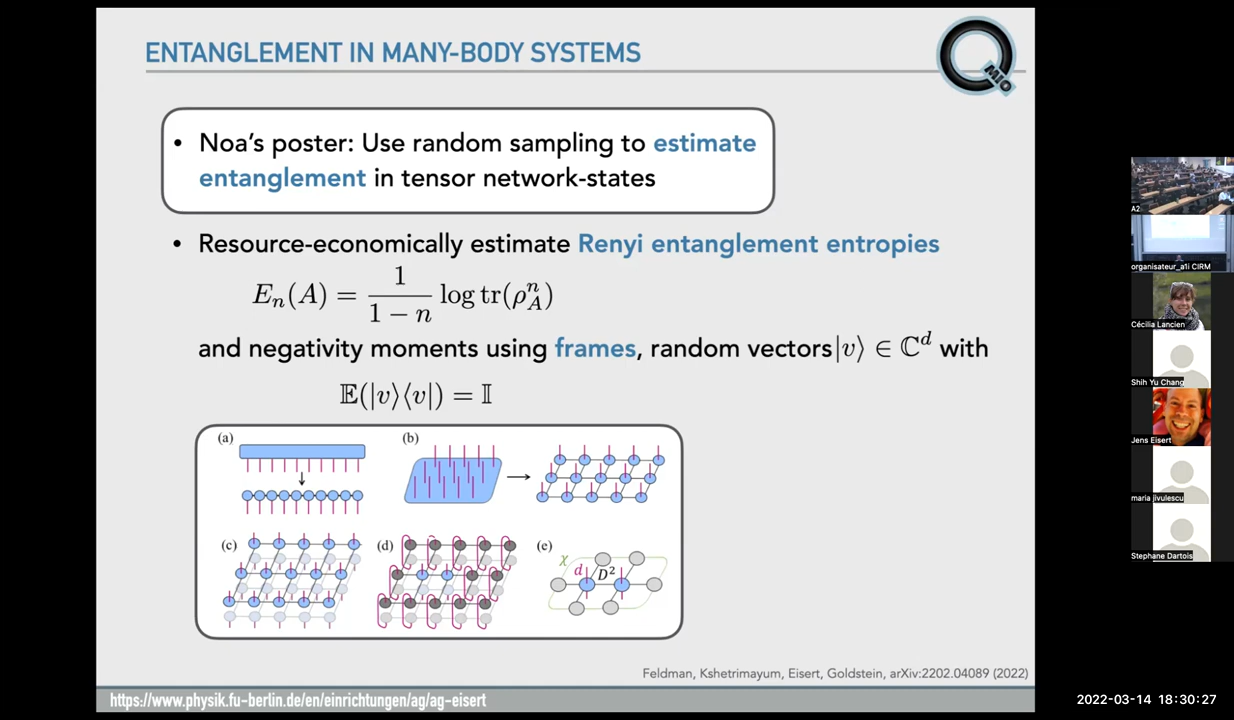 ENTANGLEMENT IN MANY-BODY SYSTEMS
QMIO
• Noa's poster: Use random sampling to estimate
entanglement in tensor network-states
• Resource-economically estimate Renyi entanglement entropies
E_n(A) = \frac{1}{1-n} \log \mathrm{tr}(\rho_A^n)
and negativity moments using frames, random vectors |v⟩ ∈ ℂ^d with
𝔼(|v⟩⟨v|) = 𝕀
(a)
(b)
(c)
(d)
(e)
χ
d
D²
Feldman, Kshetrimayum, Eisert, Goldstein, arXiv:2202.04089 (2022)
https://www.physik.fu-berlin.de/en/einrichtungen/ag/ag-eisert
A2
organisateur_a1i CIRM
Cécilia Lancien
Shih Yu Chang
Jens Eisert
maria jivulescu
Stephane Dartois
2022-03-14 18:30:27